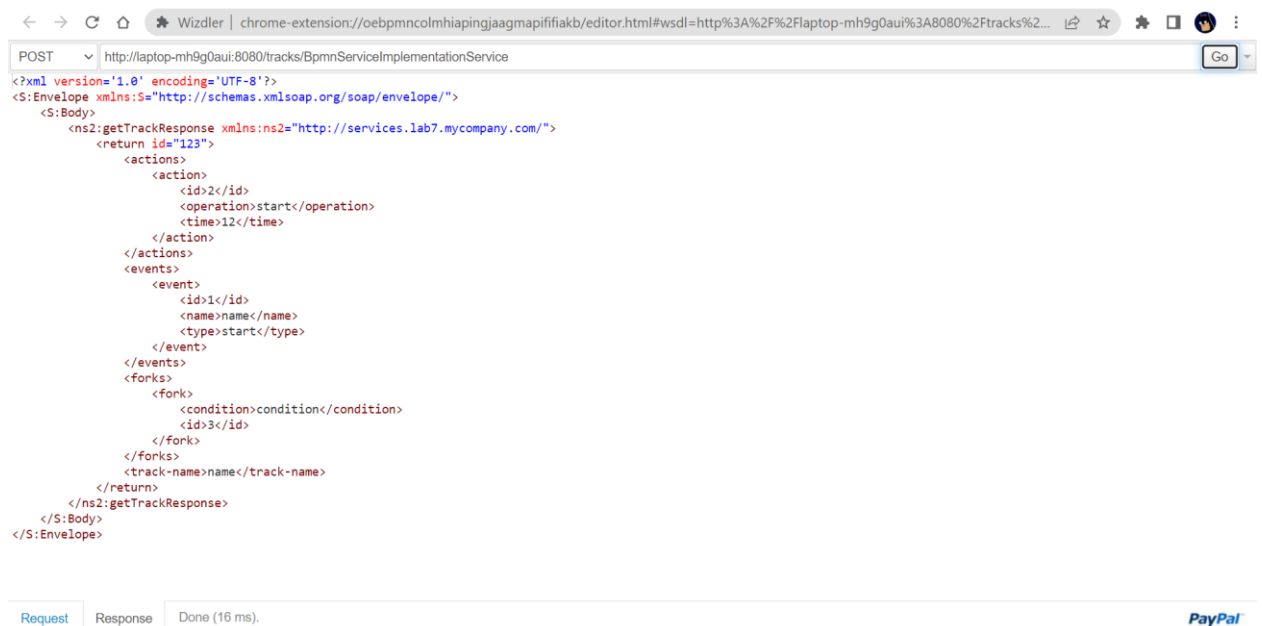 Wizdler | chrome-extension://oebpmncolmhiapingjaagmapififiakb/editor.html#wsdl=http%3A%2F%2Flaptop-mh9g0aui%3A8080%2Ftracks%2...
POST http://laptop-mh9g0aui:8080/tracks/BpmnServiceImplementationService Go
<?xml version='1.0' encoding='UTF-8'?>
<S:Envelope xmlns:S="http://schemas.xmlsoap.org/soap/envelope/">
    <S:Body>
        <ns2:getTrackResponse xmlns:ns2="http://services.lab7.mycompany.com/">
            <return id="123">
                <actions>
                    <action>
                        <id>2</id>
                        <operation>start</operation>
                        <time>12</time>
                    </action>
                </actions>
                <events>
                    <event>
                        <id>1</id>
                        <name>name</name>
                        <type>start</type>
                    </event>
                </events>
                <forks>
                    <fork>
                        <condition>condition</condition>
                        <id>3</id>
                    </fork>
                </forks>
                <track-name>name</track-name>
            </return>
        </ns2:getTrackResponse>
    </S:Body>
</S:Envelope>
Request Response Done (16 ms). PayPal